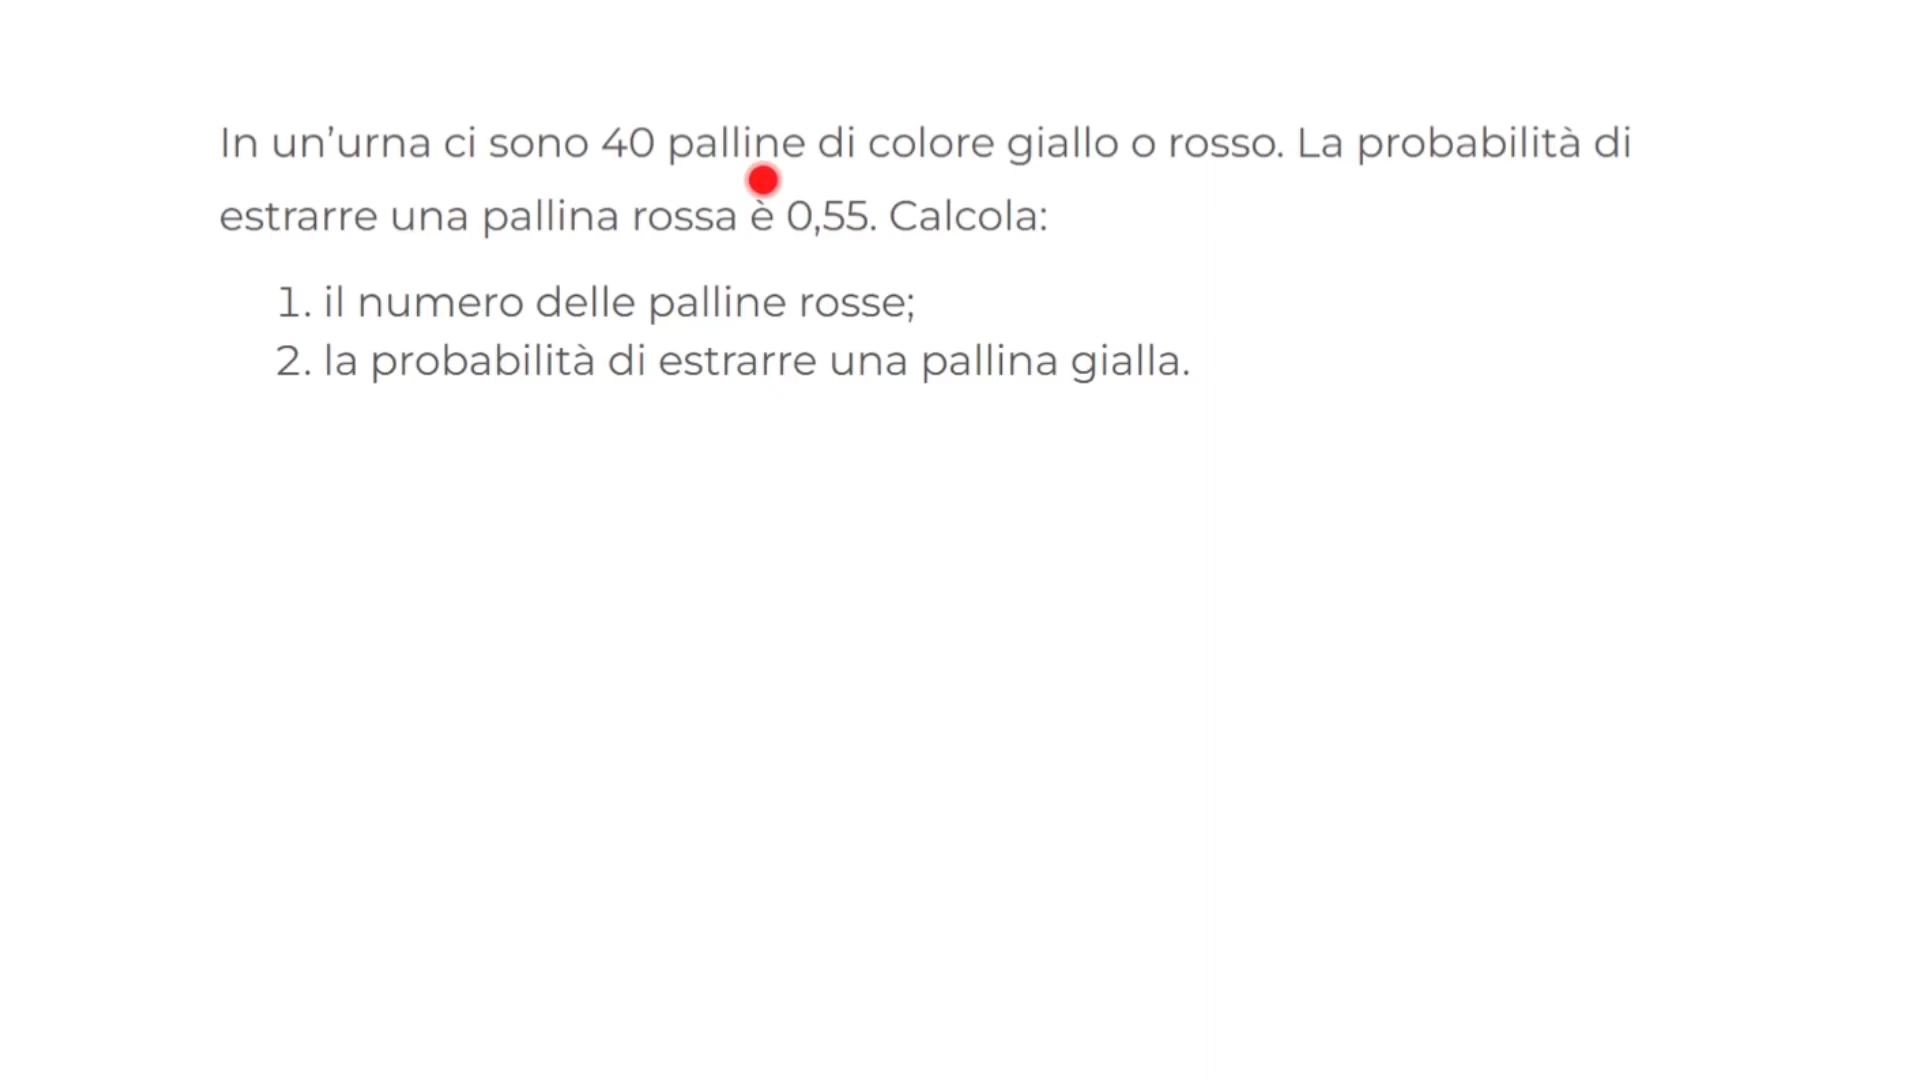 In un’urna ci sono 40 palline di colore giallo o rosso. La probabilità di
estrarre una pallina rossa è 0,55. Calcola:
1. il numero delle palline rosse;
2. la probabilità di estrarre una pallina gialla.